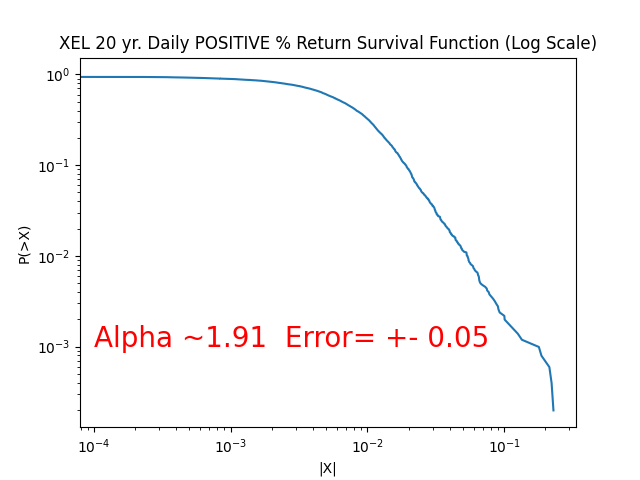 XEL 20 yr. Daily POSITIVE % Return Survival Function (Log Scale)
10⁰
10⁻¹
10⁻²
10⁻³
P(>X)
Alpha ~1.91  Error= +- 0.05
10⁻⁴ 10⁻³ 10⁻² 10⁻¹
|X|